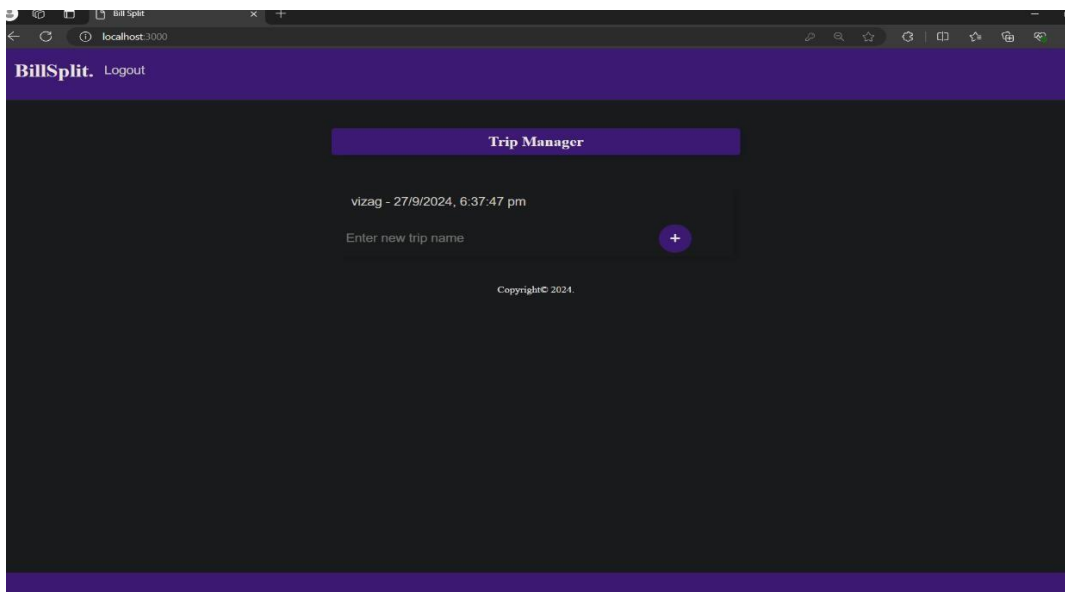 Bill Split
localhost:3000
BillSplit. Logout
Trip Manager
vizag - 27/9/2024, 6:37:47 pm
Enter new trip name
+
Copyright© 2024.